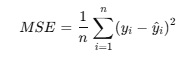 MSE = \frac{1}{n} \sum_{i=1}^{n} (y_i - \hat{y}_i)^2